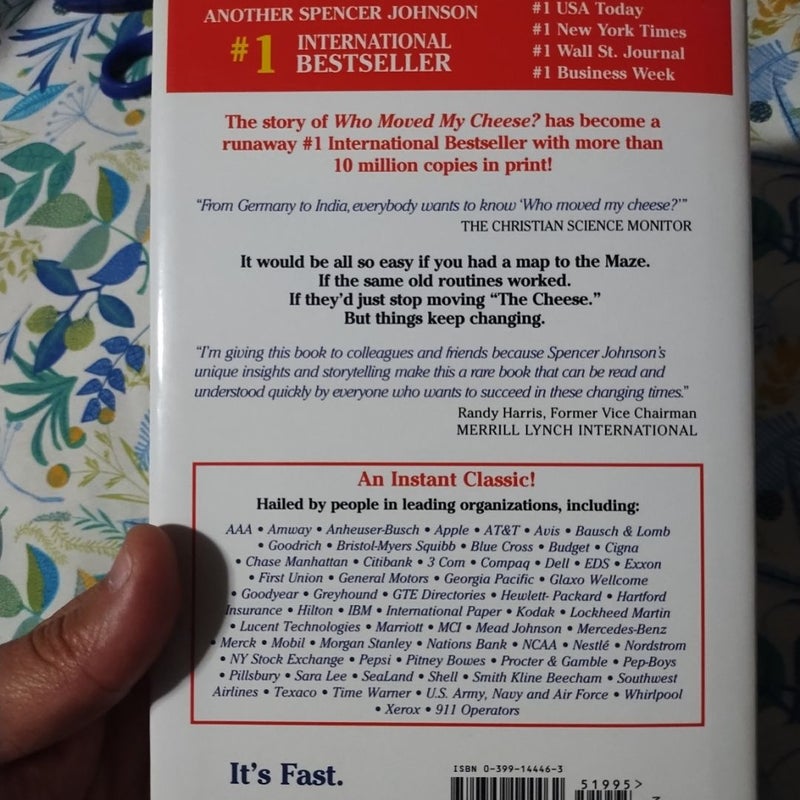 ANOTHER SPENCER JOHNSON
#1 INTERNATIONAL BESTSELLER
#1 USA Today
#1 New York Times
#1 Wall St. Journal
#1 Business Week
The story of Who Moved My Cheese? has become a
runaway #1 International Bestseller with more than
10 million copies in print!
“From Germany to India, everybody wants to know ‘Who moved my cheese?’”
THE CHRISTIAN SCIENCE MONITOR
It would be all so easy if you had a map to the Maze.
If the same old routines worked.
If they’d just stop moving “The Cheese.”
But things keep changing.
“I’m giving this book to colleagues and friends because Spencer Johnson’s
unique insights and storytelling make this a rare book that can be read and
understood quickly by everyone who wants to succeed in these changing times.”
Randy Harris, Former Vice Chairman
MERRILL LYNCH INTERNATIONAL
An Instant Classic!
Hailed by people in leading organizations, including:
AAA • Amway • Anheuser-Busch • Apple • AT&T • Avis • Bausch & Lomb
• Goodrich • Bristol-Myers Squibb • Blue Cross • Budget • Cigna
• Chase Manhattan • Citibank • 3 Com • Compaq • Dell • EDS • Exxon
• First Union • General Motors • Georgia Pacific • Glaxo Wellcome
• Goodyear • Greyhound • GTE Directories • Hewlett-Packard • Hartford
Insurance • Hilton • IBM • International Paper • Kodak • Lockheed Martin
• Lucent Technologies • Marriott • MCI • Mead Johnson • Mercedes-Benz
• Merck • Mobil • Morgan Stanley • Nations Bank • NCAA • Nestlé • Nordstrom
• NY Stock Exchange • Pepsi • Pitney Bowes • Procter & Gamble • Pep-Boys
• Pillsbury • Sara Lee • SeaLand • Shell • Smith Kline Beecham • Southwest
Airlines • Texaco • Time Warner • U.S. Army, Navy and Air Force • Whirlpool
• Xerox • 911 Operators
It’s Fast.
ISBN 0-399-14446-3
51995>